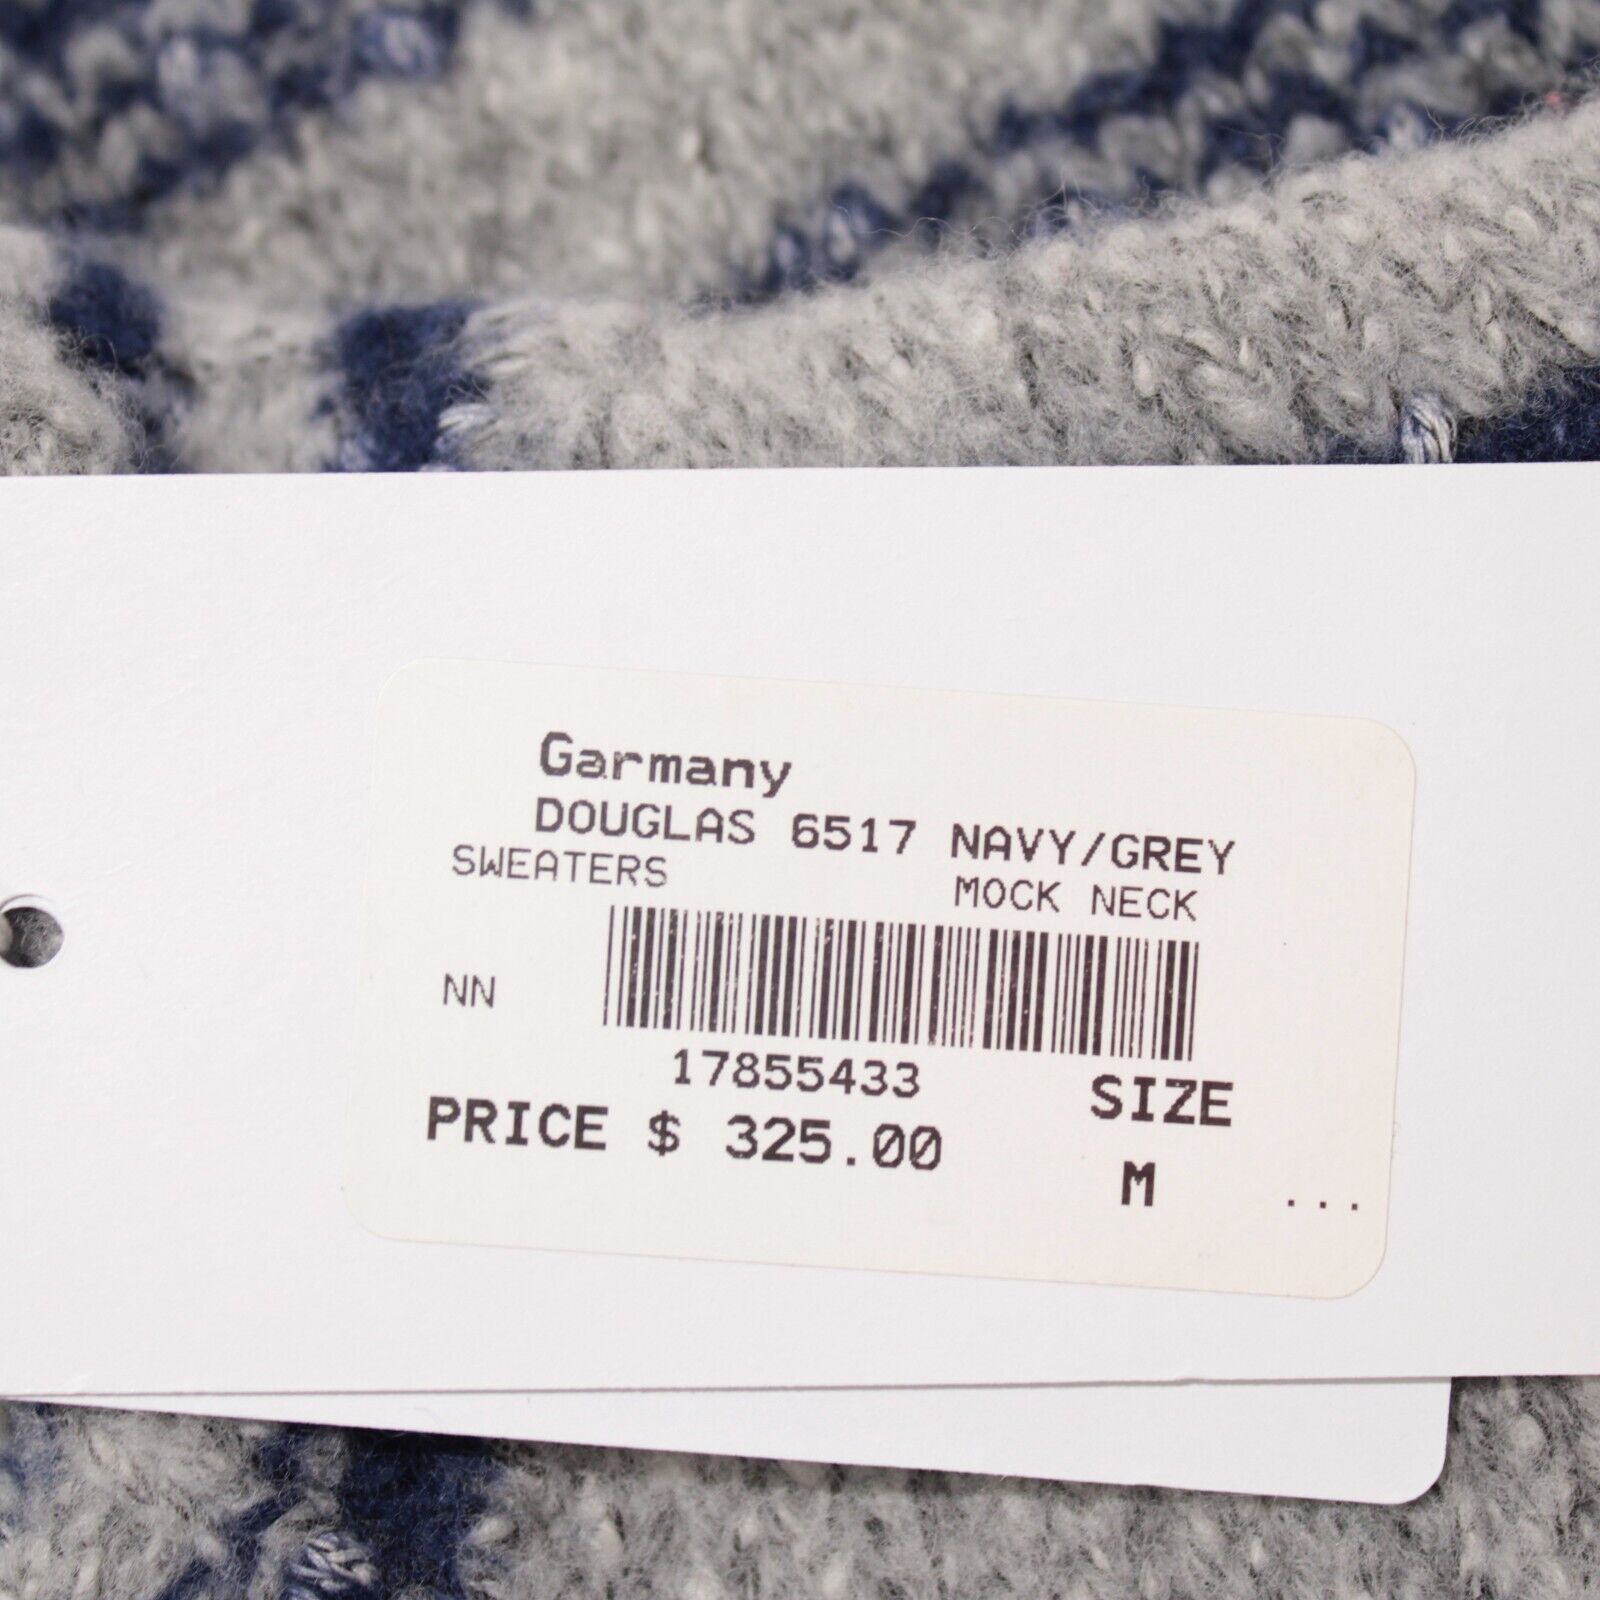 Garmany
DOUGLAS 6517 NAVY/GREY
SWEATERS MOCK NECK
NN
17855433
SIZE
PRICE $ 325.00
M ...